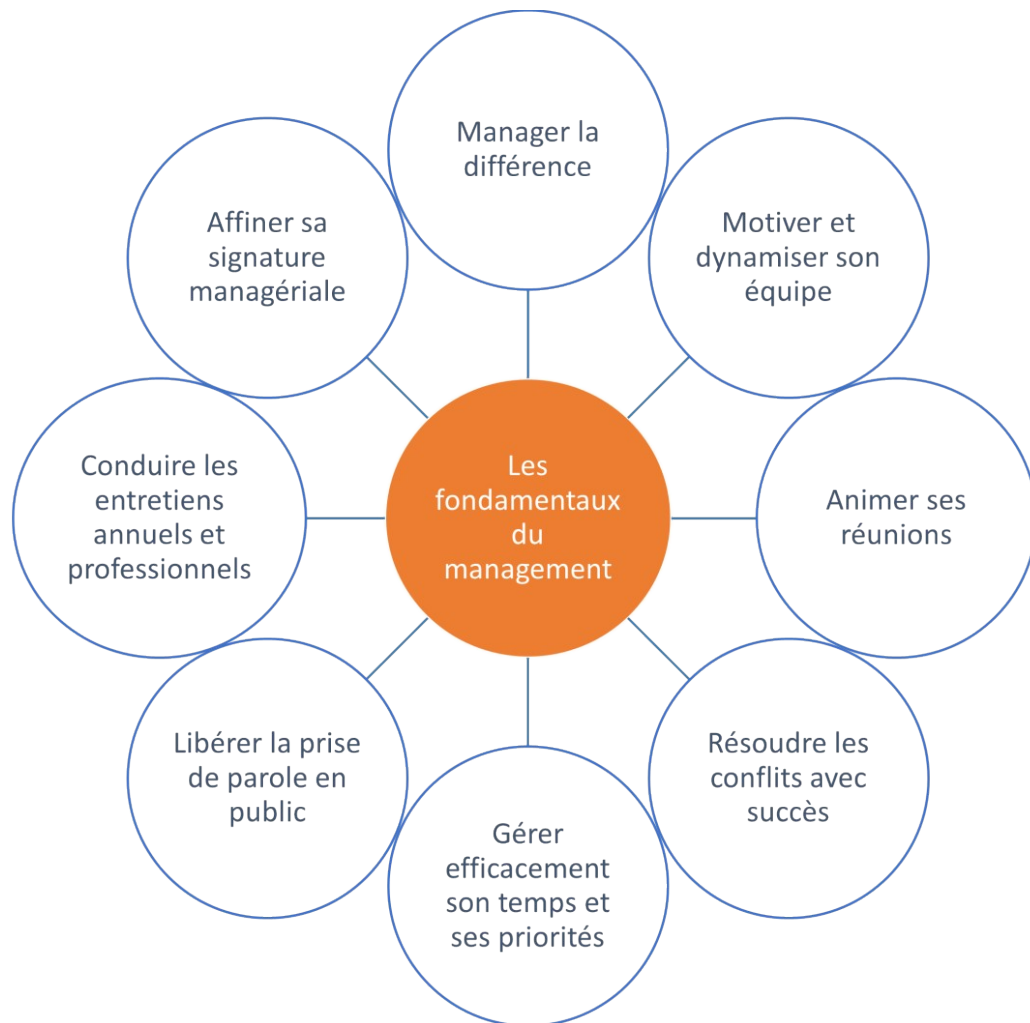 Manager la
différence
Motiver et
dynamiser son
équipe
Animer ses
réunions
Résoudre les
conflits avec
succès
Gérer
efficacement
son temps et
ses priorités
Libérer la prise
de parole en
public
Conduire les
entretiens
annuels et
professionnels
Affiner sa
signature
managériale
Les
fondamentaux
du
management